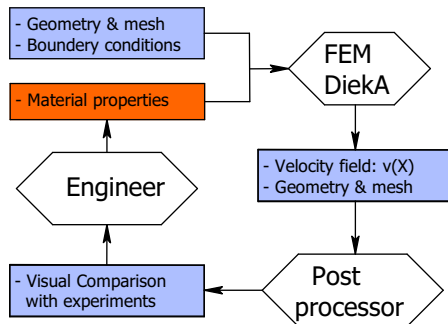 - Geometry & mesh
- Boundery conditions
- Material properties
FEM
DiekA
- Velocity field: v(X)
- Geometry & mesh
Engineer
- Visual Comparison
with experiments
Post
processor